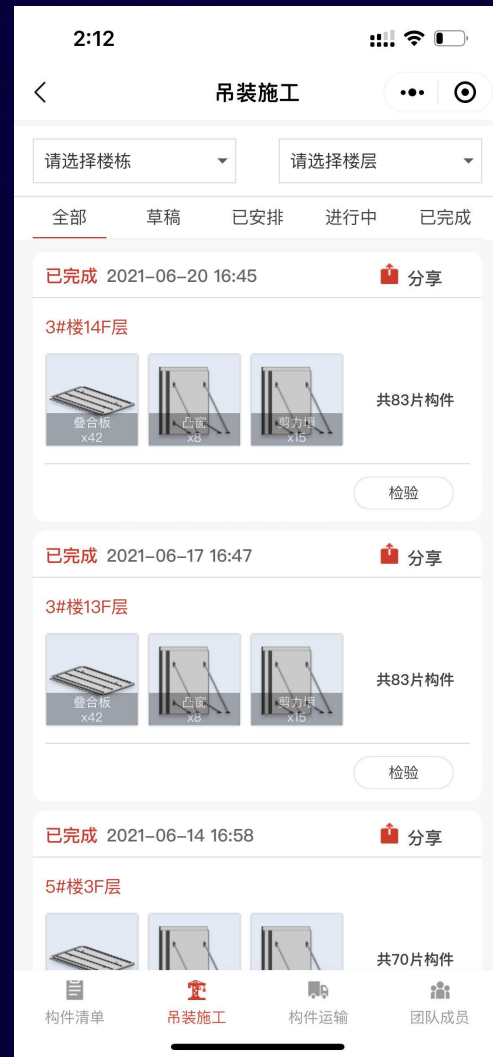 2:12
吊装施工
请选择楼栋 请选择楼层
全部 草稿 已安排 进行中 已完成
已完成 2021-06-20 16:45 分享
3#楼14F层
叠合板 凸窗 剪力墙
x42 x8 x15
共83片构件
检验
已完成 2021-06-17 16:47 分享
3#楼13F层
叠合板 凸窗 剪力墙
x42 x8 x15
共83片构件
检验
已完成 2021-06-14 16:58 分享
5#楼3F层
共70片构件
构件清单 吊装施工 构件运输 团队成员